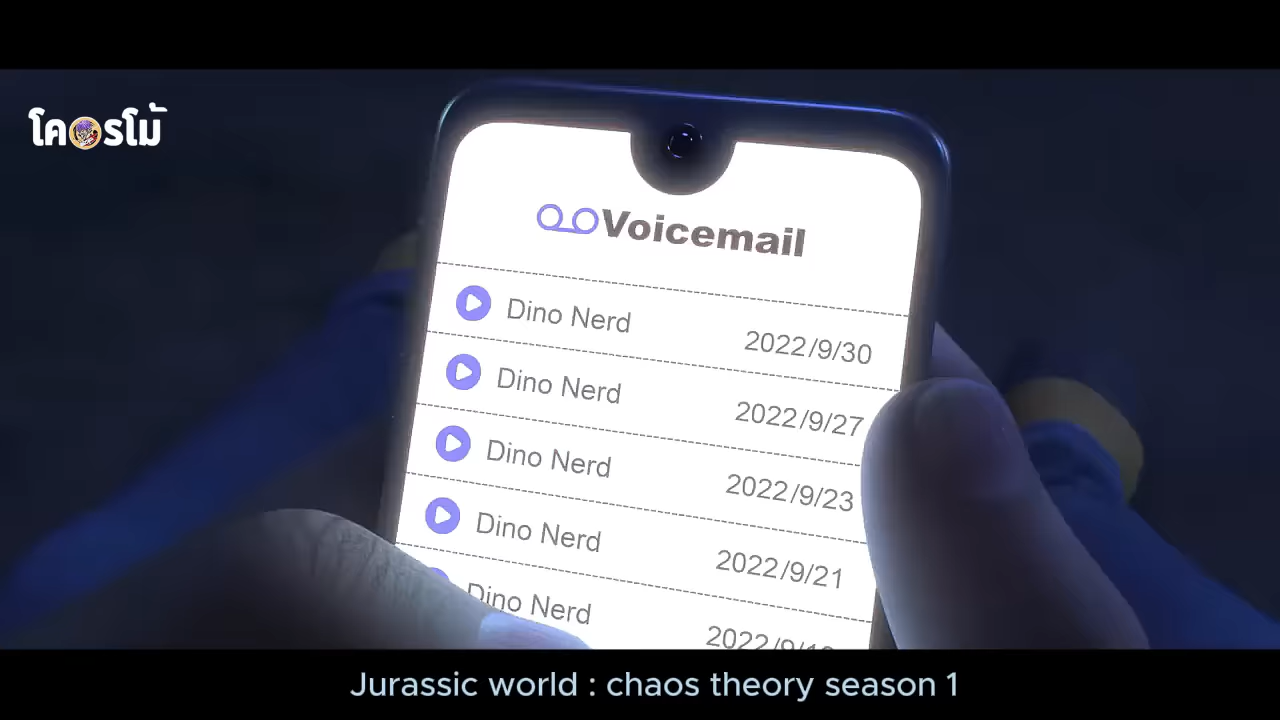 โคตรโม้
Voicemail
Dino Nerd 2022/9/30
Dino Nerd 2022/9/27
Dino Nerd 2022/9/23
Dino Nerd 2022/9/21
Dino Nerd
Jurassic world : chaos theory season 1